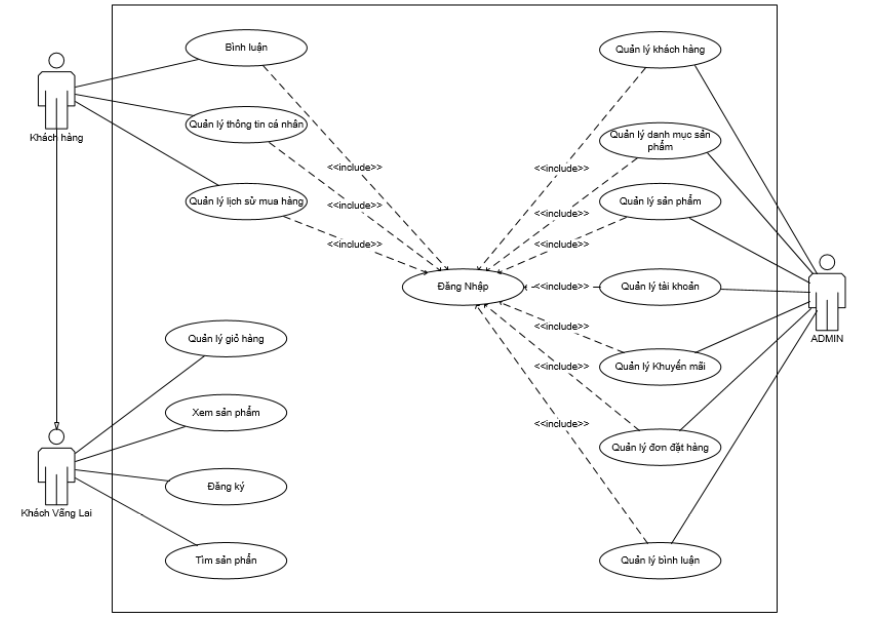 Bình luận
Quản lý thông tin cá nhân
Quản lý lịch sử mua hàng
Khách hàng
<<include>>
<<include>>
<<include>>
Đăng Nhập
Quản lý khách hàng
Quản lý danh mục sản
phẩm
Quản lý sản phẩm
Quản lý tài khoản
Quản lý Khuyến mãi
Quản lý đơn đặt hàng
Quản lý bình luận
<<include>>
<<include>>
<<include>>
<<include>>
<<include>>
<<include>>
<<include>>
ADMIN
Quản lý giỏ hàng
Xem sản phẩm
Đăng ký
Tìm sản phẩn
Khách Vãng Lai